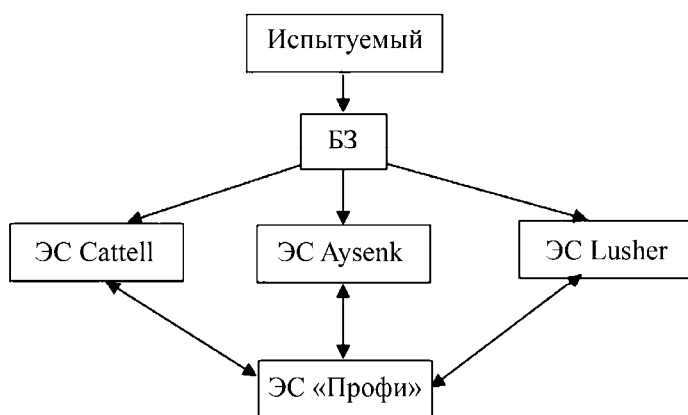 Испытуемый
БЗ
ЭС Cattell
ЭС Aysenk
ЭС Lusher
ЭС «Профи»